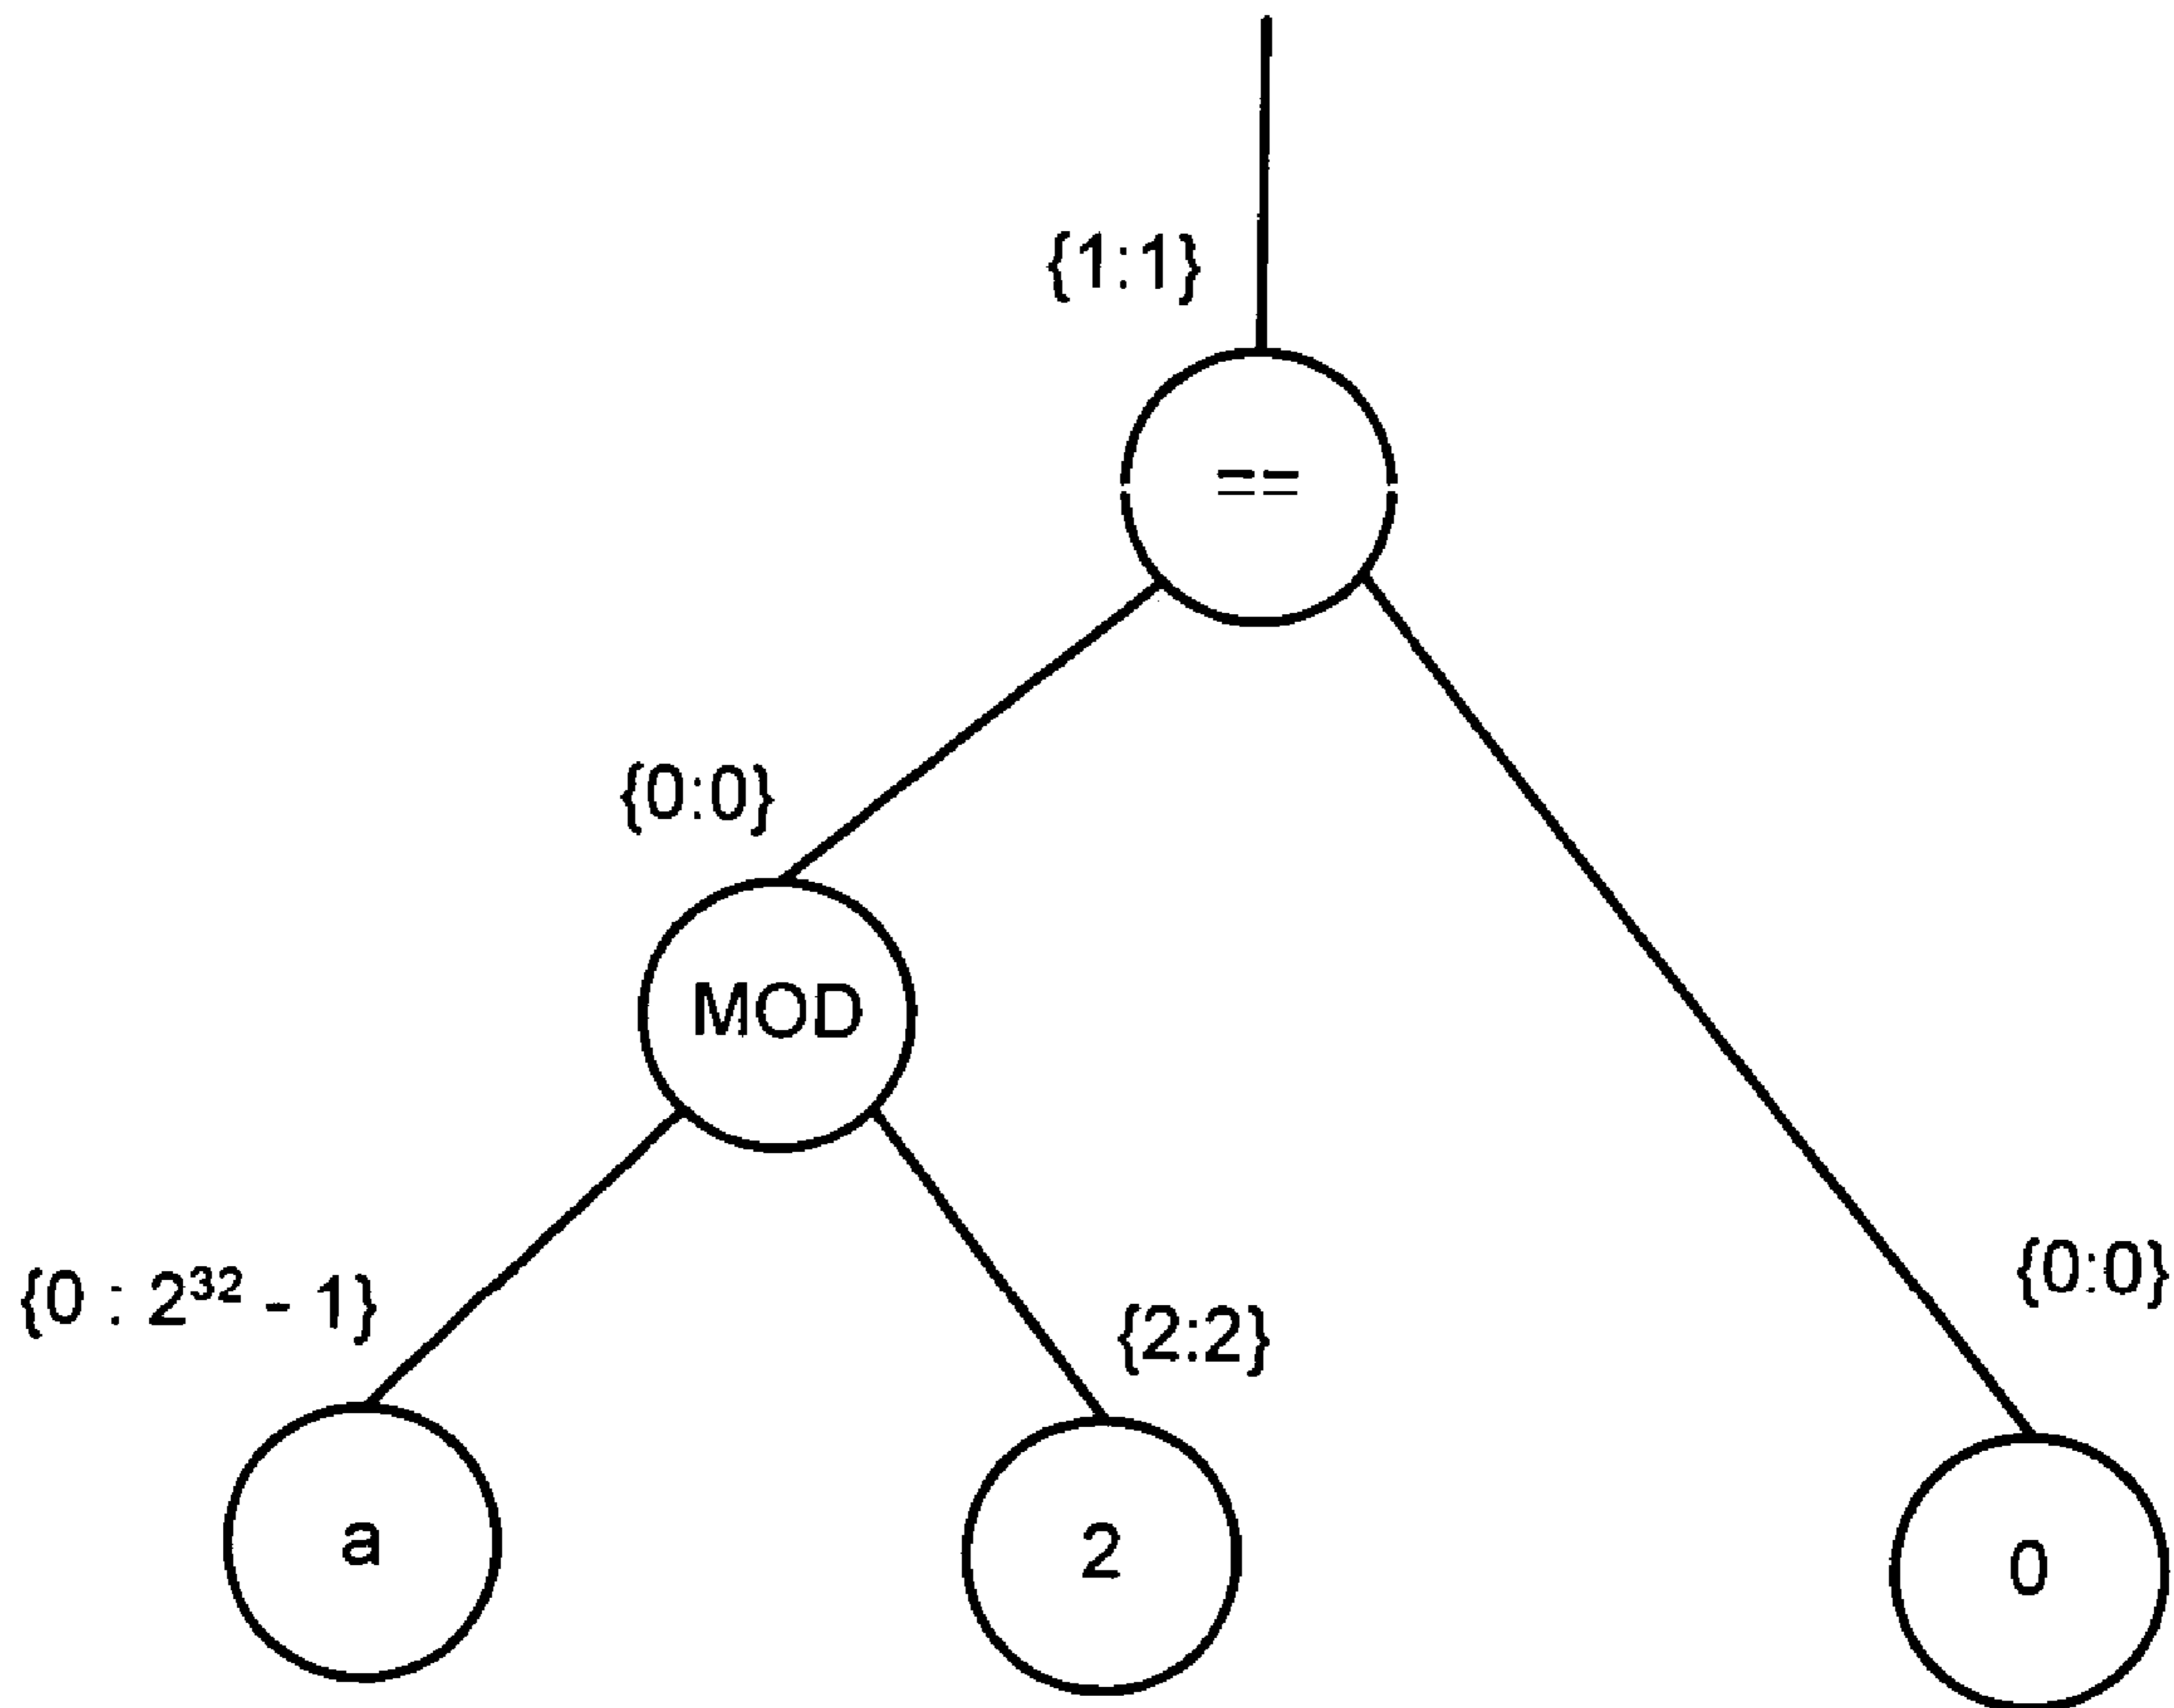 {1:1}
==
{0:0}
MOD
{0 : 2³² - 1}
{2:2}
{0:0}
a
2
0